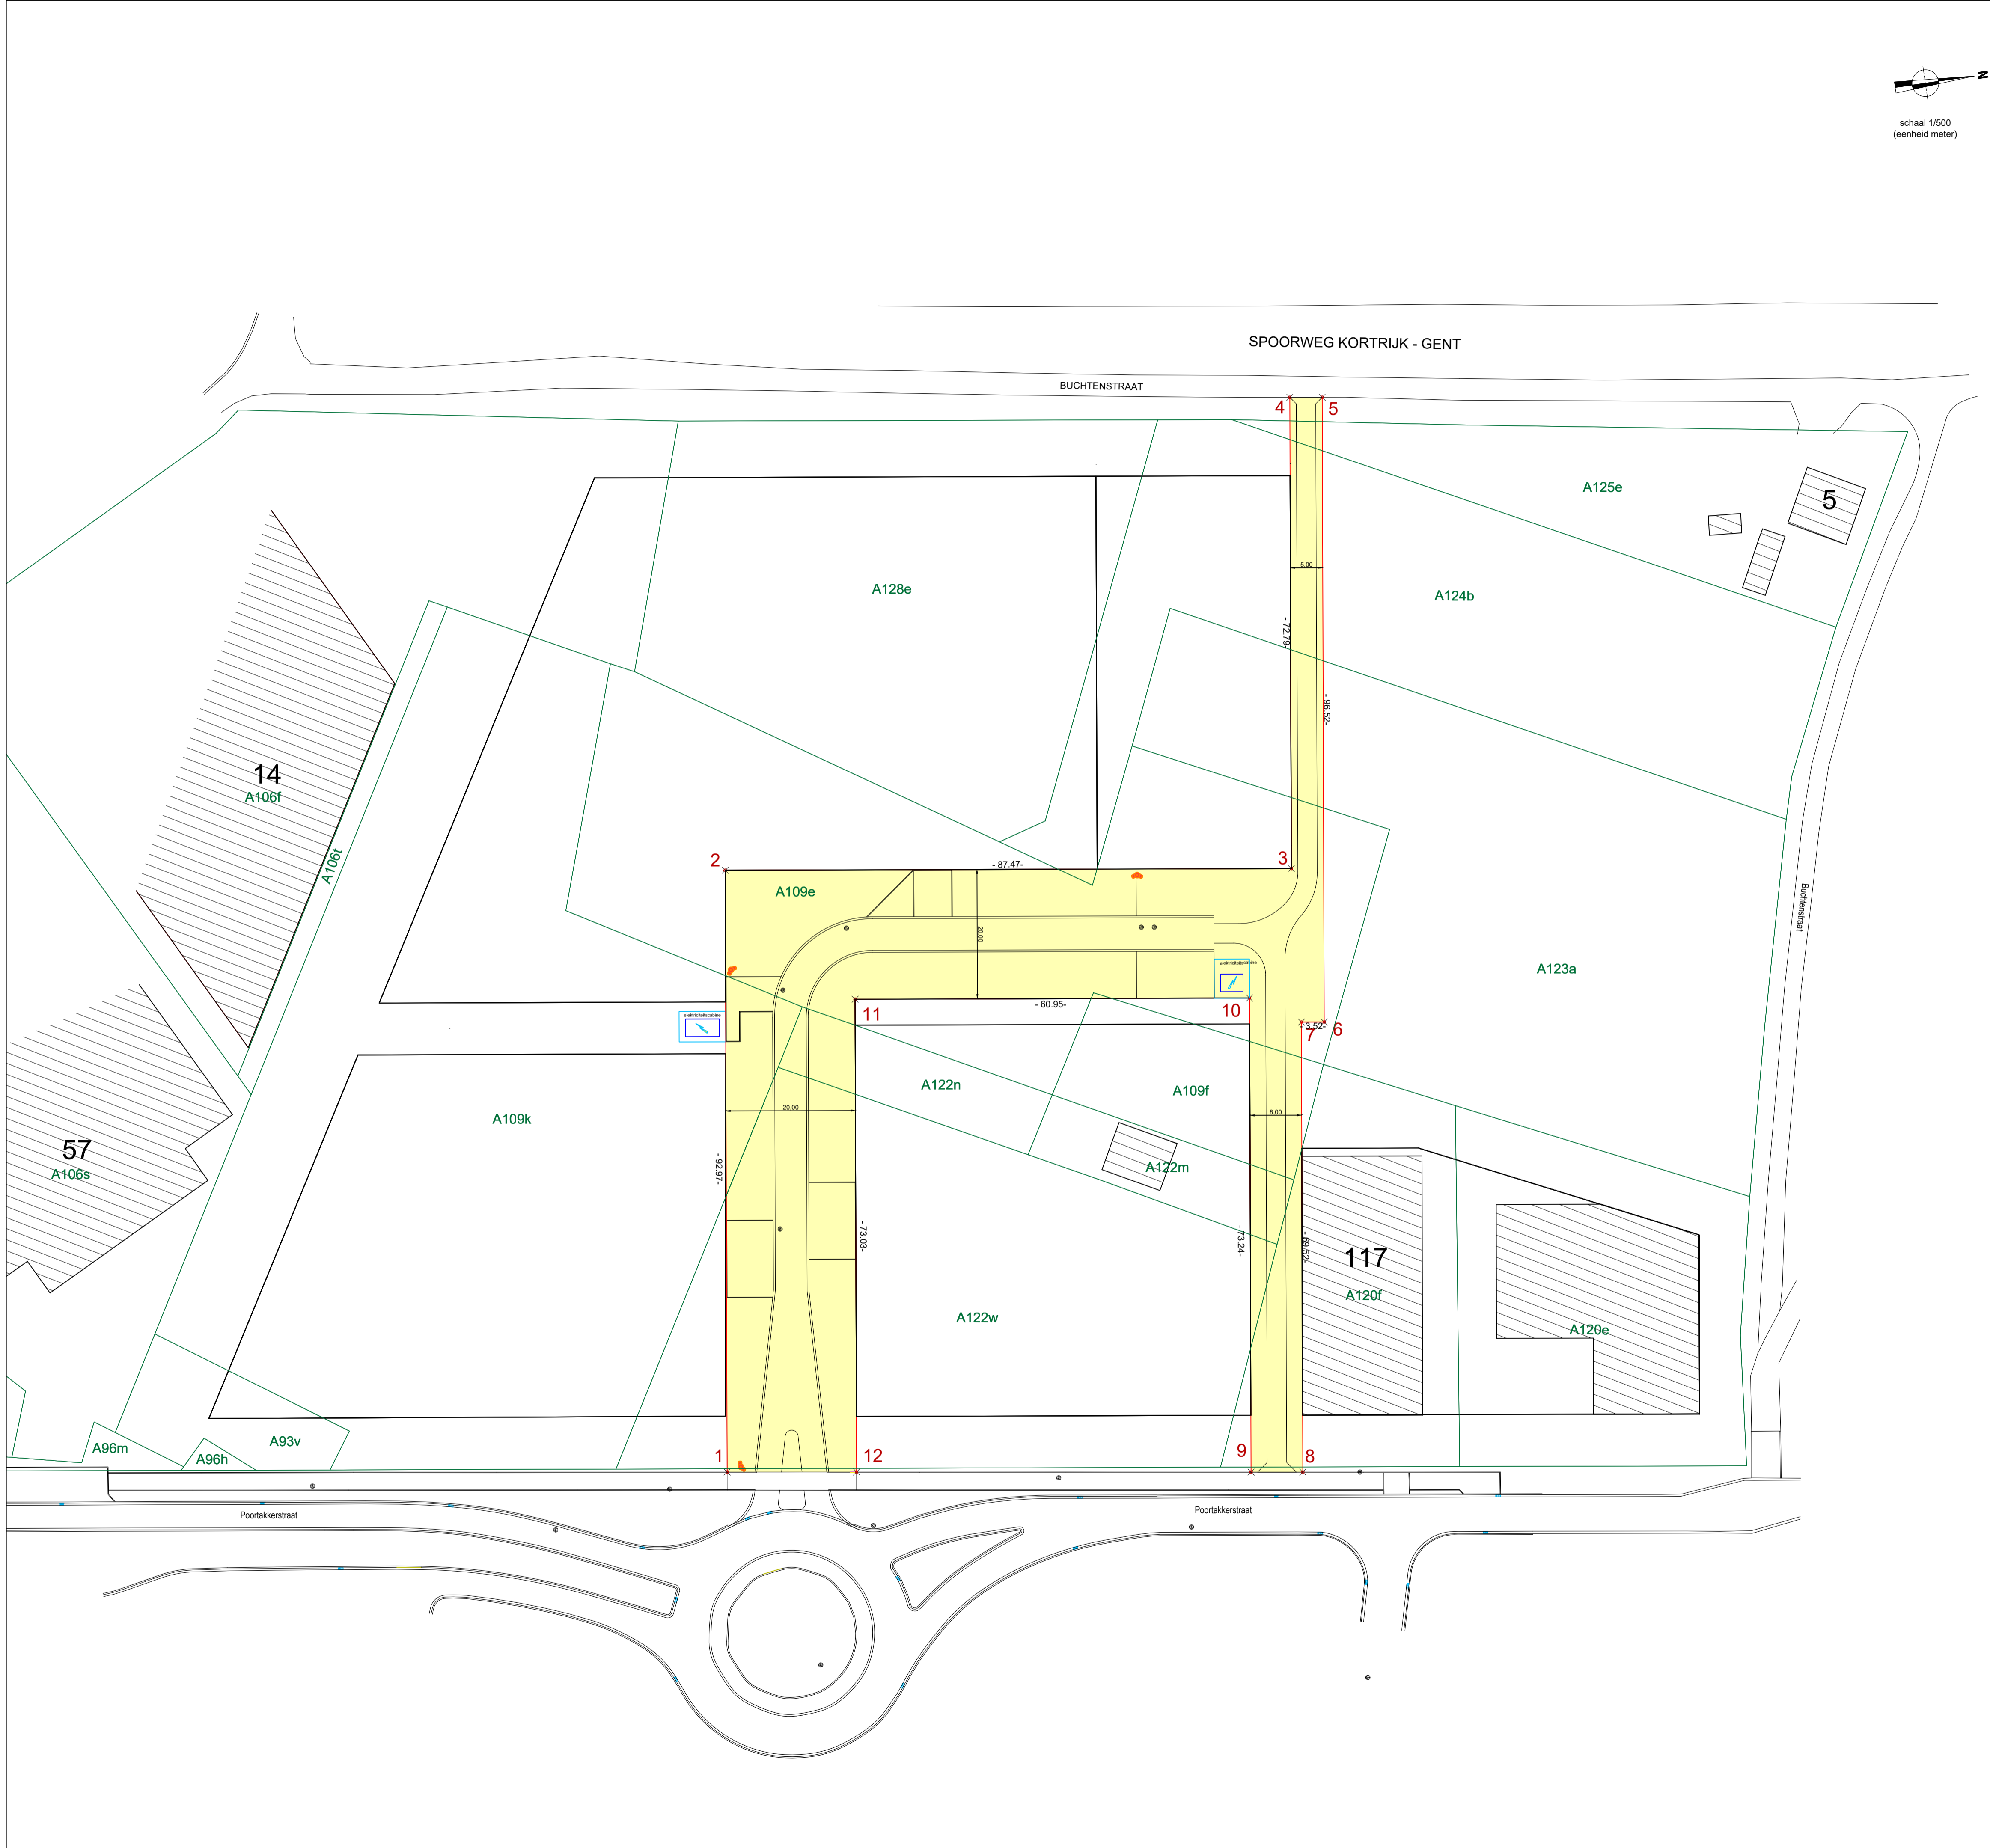 N
schaal 1/500
(eenheid meter)
SPOORWEG KORTRIJK - GENT
BUCHTENSTRAAT
4
5
A125e
5
5.00
A128e
A124b
- 72.79-
- 96.52-
14
A106f
A106t
2
- 87.47-
3
A109e
Buchtenstraat
20.00
elektriciteitscabine
A123a
- 60.95-
10
11
elektriciteitscabine
- 3.52-
7
6
A122n
A109f
20.00
8.00
A109k
57
A106s
- 92.97-
A122m
- 73.03-
- 73.24-
- 69.52-
117
A120f
A122w
A120e
A93v
A96m
A96h
1
12
9
8
Poortakkerstraat
Poortakkerstraat